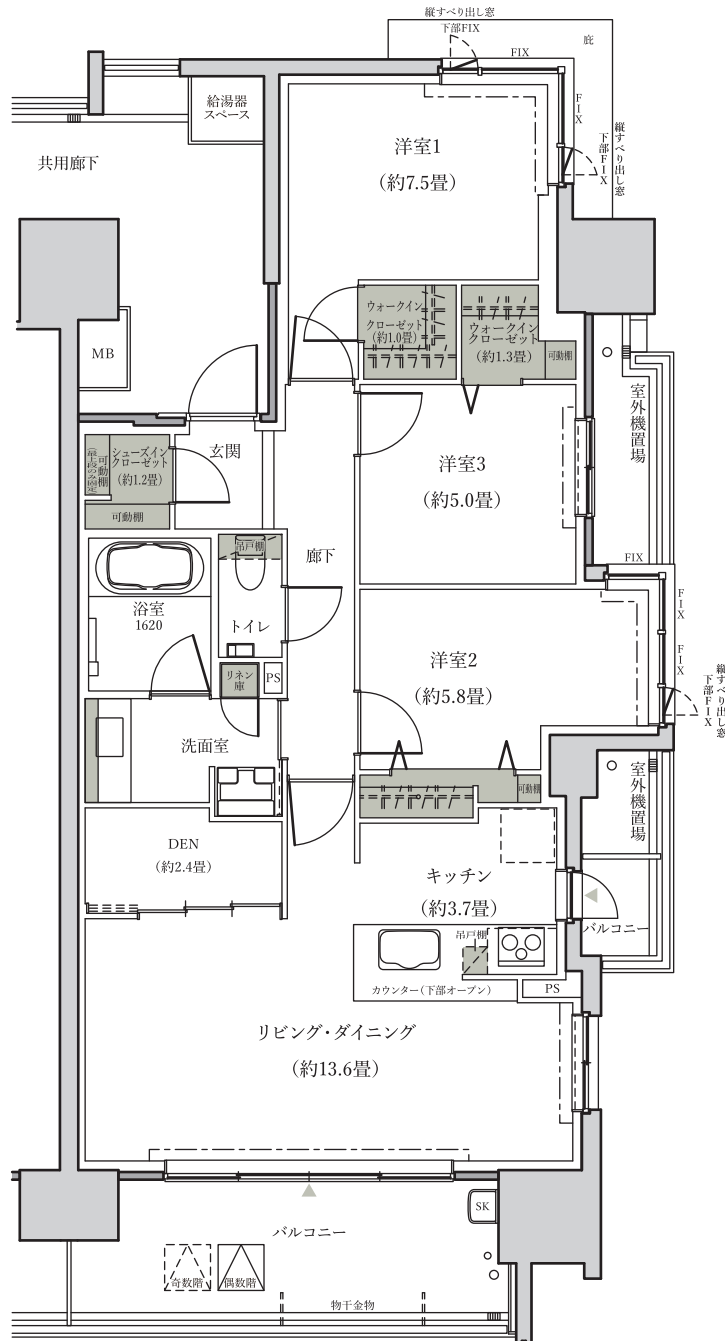 縦すべり出し窓
下部FIX
FIX
庇
給湯器
スペース
FIX
縦すべり出し窓
下部FIX
共用廊下
洋室1
(約7.5畳)
ウォークイン
クローゼット
(約1.0畳)
ウォークイン
クローゼット
(約1.3畳)
可動棚
MB
室外機置場
玄関
シューズイン
クローゼット
(約1.2畳)
可動棚
(最上段のみ固定)
可動棚
洋室3
(約5.0畳)
吊戸棚
廊下
FIX
浴室
1620
トイレ
FIX
FIX
縦すべり出し窓
下部FIX
リネン
庫
PS
洋室2
(約5.8畳)
洗面室
室外機置場
可動棚
DEN
(約2.4畳)
キッチン
(約3.7畳)
バルコニー
吊戸棚
カウンター(下部オープン)
PS
リビング・ダイニング
(約13.6畳)
SK
バルコニー
奇数階
偶数階
物干金物